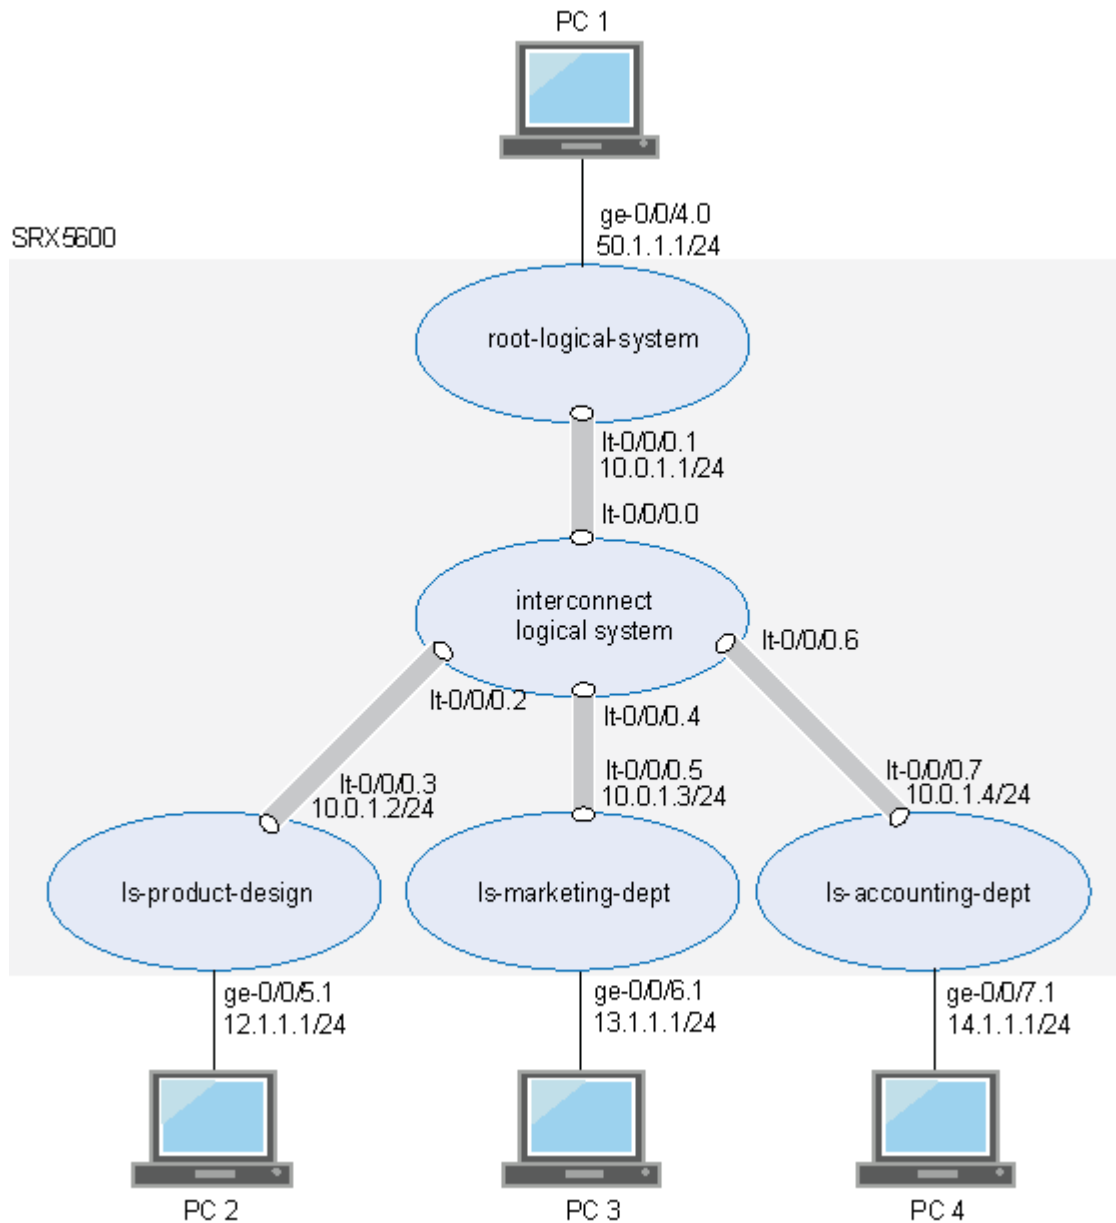 PC 1
ge-0/0/4.0
50.1.1.1/24
SRX5600
root-logical-system
lt-0/0/0.1
10.0.1.1/24
lt-0/0/0.0
interconnect
logical system
lt-0/0/0.6
lt-0/0/0.2
lt-0/0/0.4
lt-0/0/0.3
10.0.1.2/24
lt-0/0/0.5
10.0.1.3/24
lt-0/0/0.7
10.0.1.4/24
ls-product-design
ls-marketing-dept
ls-accounting-dept
ge-0/0/5.1
12.1.1.1/24
ge-0/0/6.1
13.1.1.1/24
ge-0/0/7.1
14.1.1.1/24
PC 2
PC 3
PC 4